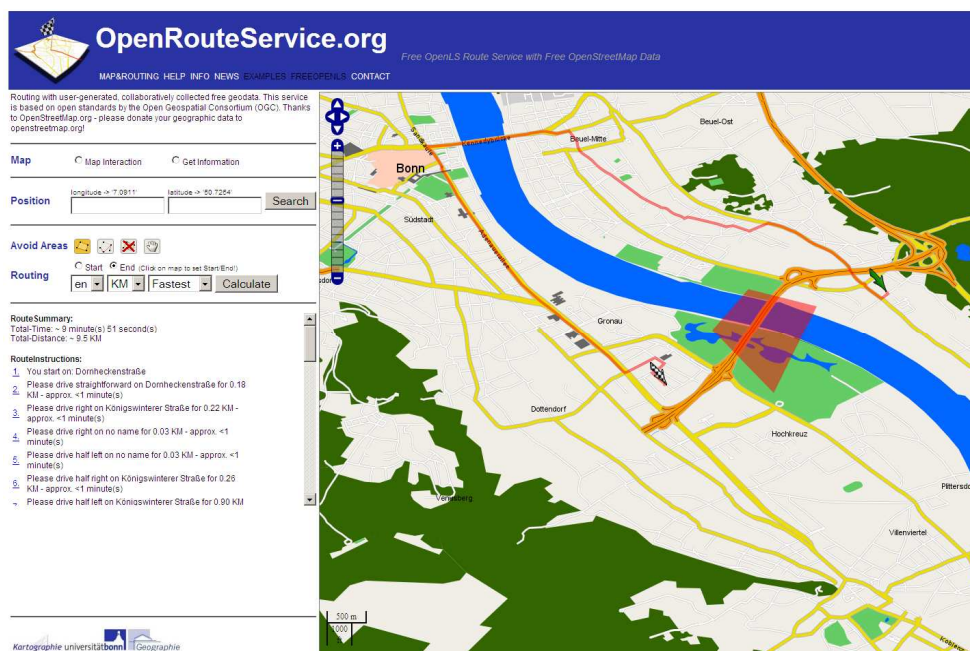 OpenRouteService.org
Free OpenLS Route Service with Free OpenStreetMap Data
MAP&ROUTING HELP INFO NEWS EXAMPLES FREEOPENLS CONTACT
Routing with user-generated, collaboratively collected free geodata. This service
is based on open standards by the Open Geospatial Consortium (OGC). Thanks
to OpenStreetMap.org - please donate your geographic data to
openstreetmap.org!
Map
Map Interaction
Get Information
longitude -> '7.0911'
latitude -> '50.7264'
Position
Search
Avoid Areas
Routing
Start End (Click on map to set Start/End!)
en KM Fastest Calculate
RouteSummary:
Total-Time: ~ 9 minute(s) 51 second(s)
Total-Distance: ~ 9.5 KM
RouteInstructions:
1. You start on: Dornheckenstraße
2. Please drive straightforward on Dornheckenstraße for 0.18
KM - approx. <1 minute(s)
3. Please drive right on Königswinterer Straße for 0.22 KM -
approx. <1 minute(s)
4. Please drive right on no name for 0.03 KM - approx. <1
minute(s)
5. Please drive half left on no name for 0.03 KM - approx. <1
minute(s)
6. Please drive half right on Königswinterer Straße for 0.26
KM - approx. <1 minute(s)
Please drive half left on Königswinterer Straße for 0.90 KM
Kartographie universitätbonn Geographie
Beuel-Ost
Sandkaule
Kennedybrücke
Beuel-Mitte
Bonn
Südstadt
Adenauerallee
Gronau
Dottendorf
Hochkreuz
Plittersdo
Venusberg
Villenviertel
500 m
1000
Koblenz